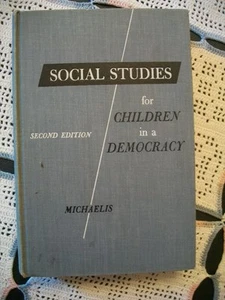 SOCIAL STUDIES
for
CHILDREN
SECOND EDITION in a
DEMOCRACY
MICHAELIS